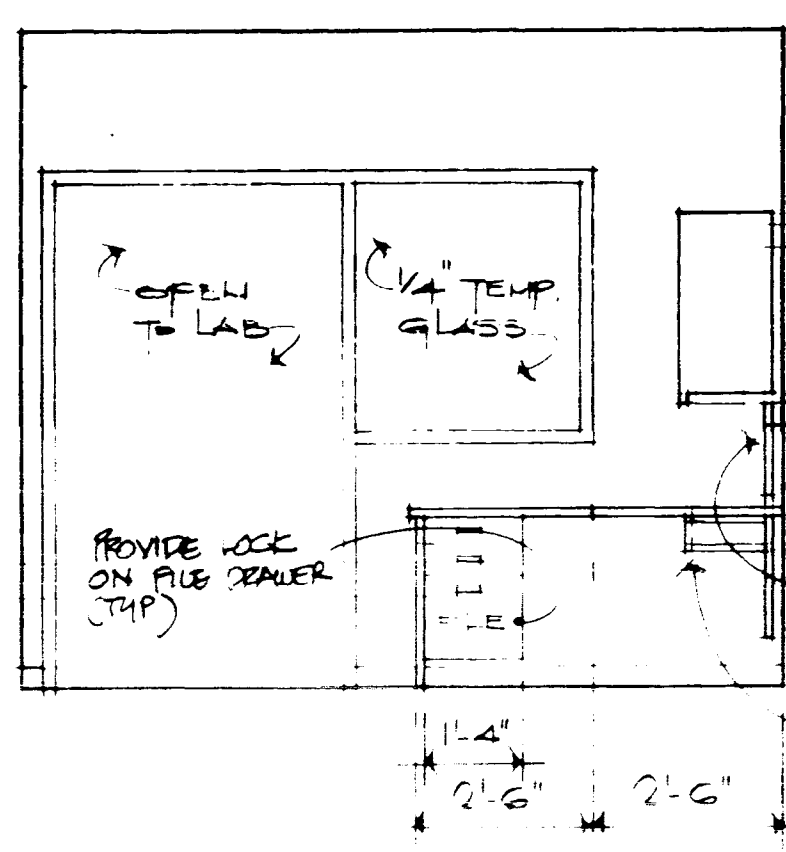 OPEN
TO LAB
1/4" TEMP.
GLASS
PROVIDE LOCK
ON FILE DRAWER
(TYP)
FILE
1'-4"
2'-6"
2'-6"